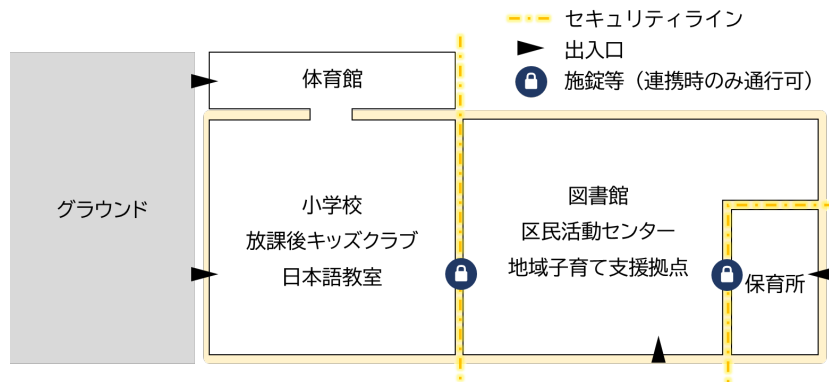 セキュリティライン
出入口
施錠等（連携時のみ通行可）
体育館
グラウンド
小学校
放課後キッズクラブ
日本語教室
図書館
区民活動センター
地域子育て支援拠点
保育所